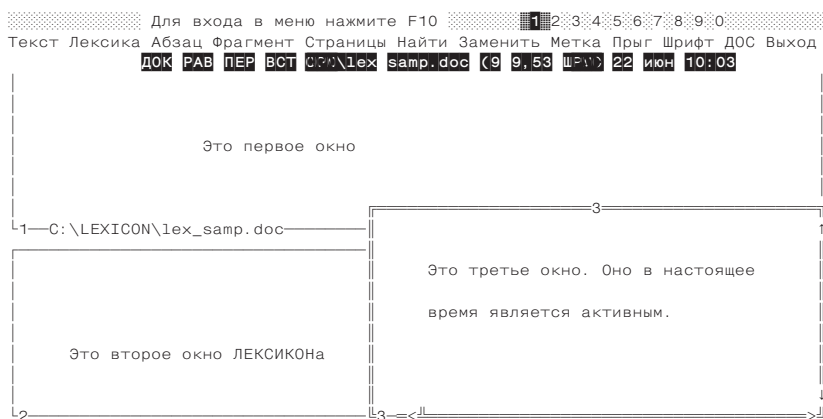 Для входа в меню нажмите F10 1 2 3 4 5 6 7 8 9 0
Текст Лексика Абзац Фрагмент Страницы Найти Заменить Метка Прыг Шрифт ДОС Выход
ДОК РАВ ПЕР ВСТ \lex samp.doc (9 9,53 22 июн 10:03
Это первое окно
3
1 C:\LEXICON\lex_samp.doc
Это третье окно. Оно в настоящее
время является активным.
Это второе окно ЛЕКСИКОНа
2 3